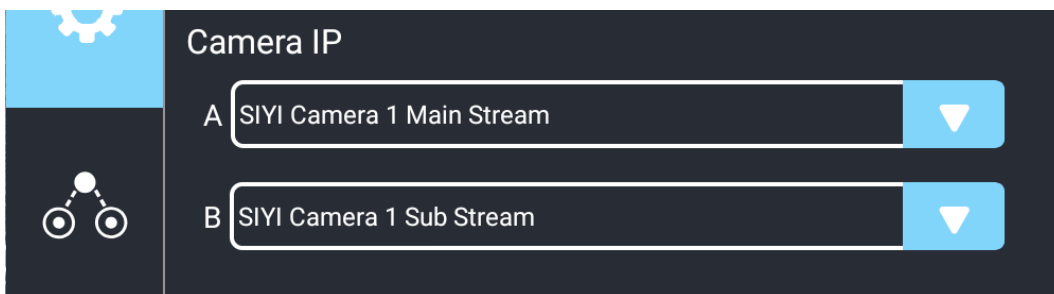 Camera IP
A SIYI Camera 1 Main Stream
B SIYI Camera 1 Sub Stream